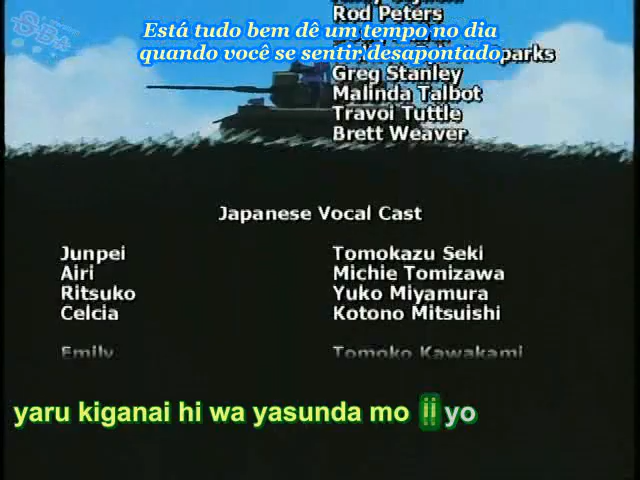 Rod Peters
Está tudo bem dê um tempo no dia
quando você se sentir desapontado,
parks
Greg Stanley
Malinda Talbot
Travoi Tuttle
Brett Weaver
Japanese Vocal Cast
Junpei Tomokazu Seki
Airi Michie Tomizawa
Ritsuko Yuko Miyamura
Celcia Kotono Mitsuishi
Emily Tomoko Kawakami
yaru kiganai hi wa yasunda mo ii yo